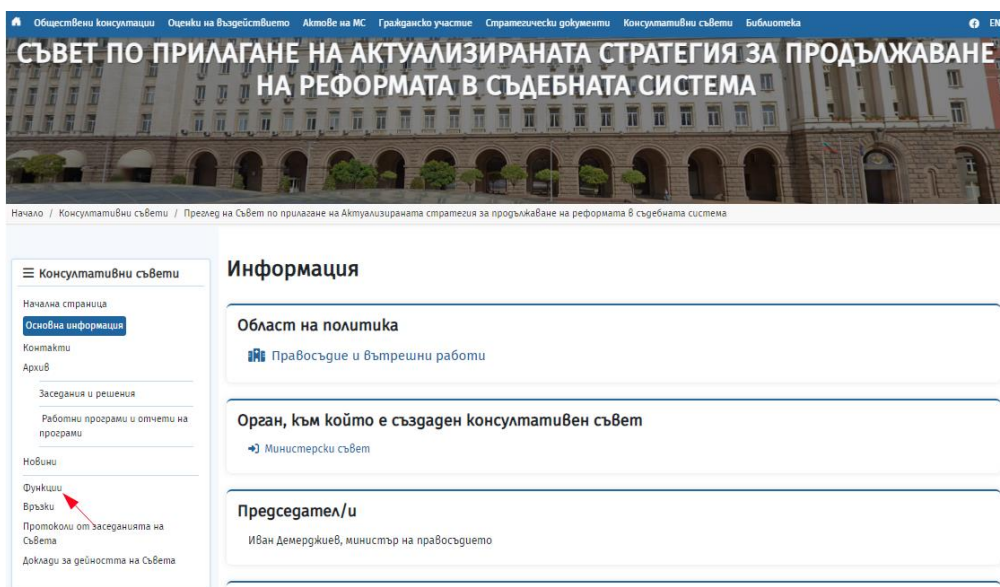 Обществени консултации Оценки на въздействието Актове на МС Гражданско участие Стратегически документи Консултативни съвети Библиотека EN
СЪВЕТ ПО ПРИЛАГАНЕ НА АКТУАЛИЗИРАНАТА СТРАТЕГИЯ ЗА ПРОДЪЛЖАВАНЕ
НА РЕФОРМАТА В СЪДЕБНАТА СИСТЕМА
Начало / Консултативни съвети / Преглед на Съвет по прилагане на Актуализираната стратегия за продължаване на реформата в съдебната система
Консултативни съвети
Начална страница
Основна информация
Контакти
Архив
Заседания и решения
Работни програми и отчети на
програми
Новини
Функции
Връзки
Протоколи от заседанията на
Съвета
Доклади за дейността на Съвета
Информация
Област на политика
Правосъдие и вътрешни работи
Орган, към който е създаден консултативен съвет
Министерски съвет
Председател/и
Иван Демерджиев, министър на правосъдието